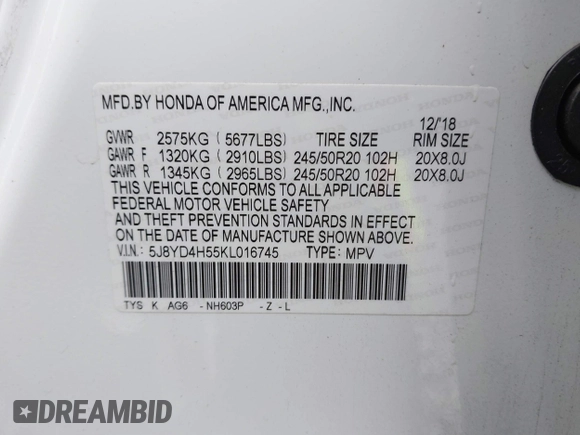 MFD.BY HONDA OF AMERICA MFG.,INC.
12/'18
GVWR 2575KG ( 5677LBS) TIRE SIZE RIM SIZE
GAWR F 1320KG ( 2910LBS) 245/50R20 102H 20X8.0J
GAWR R 1345KG ( 2965LBS) 245/50R20 102H 20X8.0J
THIS VEHICLE CONFORMS TO ALL APPLICABLE
FEDERAL MOTOR VEHICLE SAFETY
AND THEFT PREVENTION STANDARDS IN EFFECT
ON THE DATE OF MANUFACTURE SHOWN ABOVE.
V.I.N.: 5J8YD4H55KL016745 TYPE: MPV
TYS K AG6 -NH603P -Z-L
DREAMBID